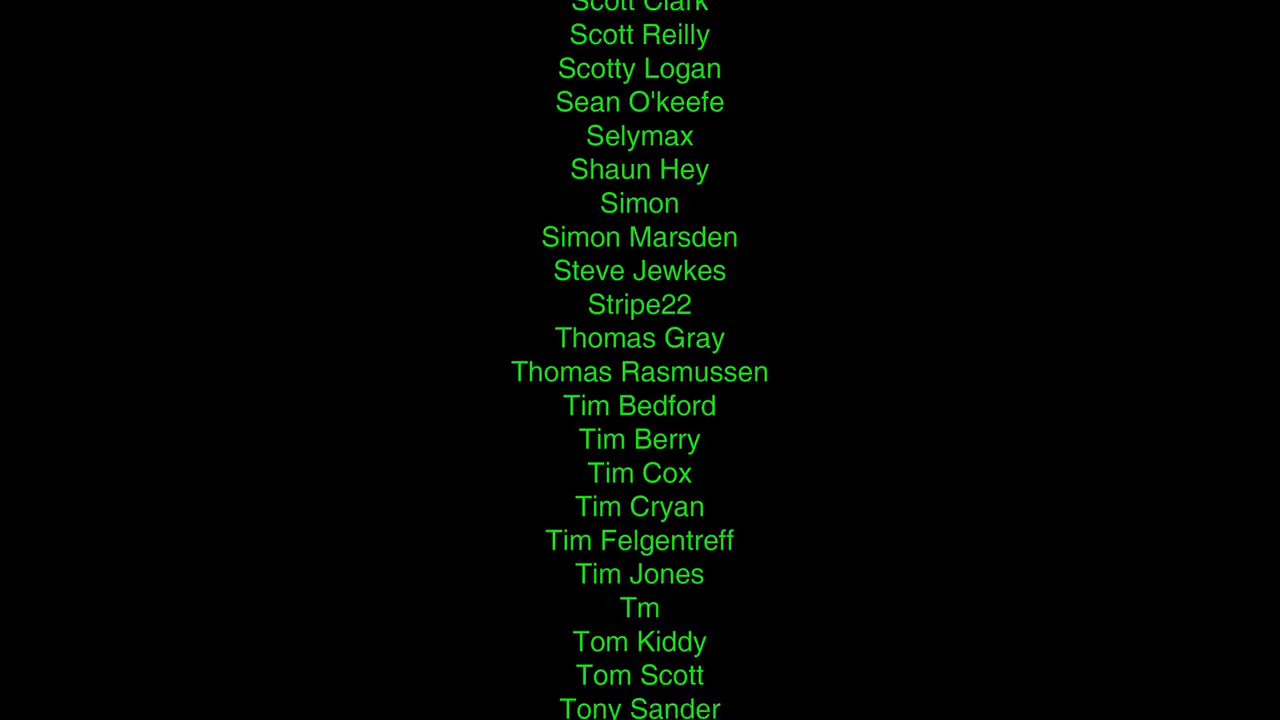 Scott Clark
Scott Reilly
Scotty Logan
Sean O'keefe
Selymax
Shaun Hey
Simon
Simon Marsden
Steve Jewkes
Stripe22
Thomas Gray
Thomas Rasmussen
Tim Bedford
Tim Berry
Tim Cox
Tim Cryan
Tim Felgentreff
Tim Jones
Tm
Tom Kiddy
Tom Scott
Tony Sander